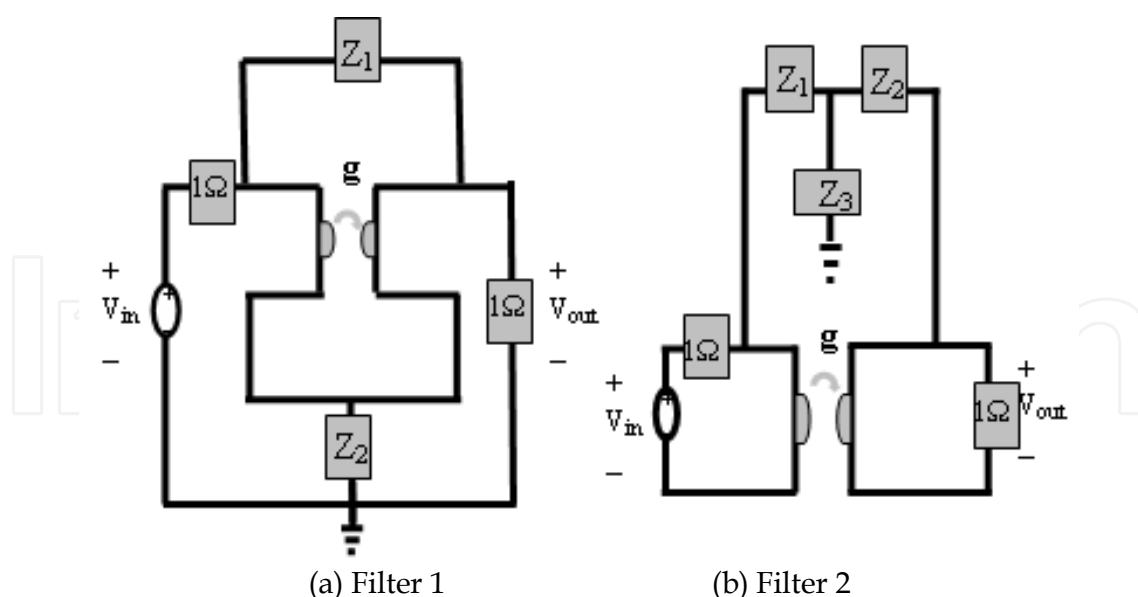 Z1
g
1Ω
+
Vin
−
1Ω
+
Vout
−
Z2
(a) Filter 1
Z1
Z2
Z3
g
1Ω
+
Vin
−
1Ω
+
Vout
−
(b) Filter 2